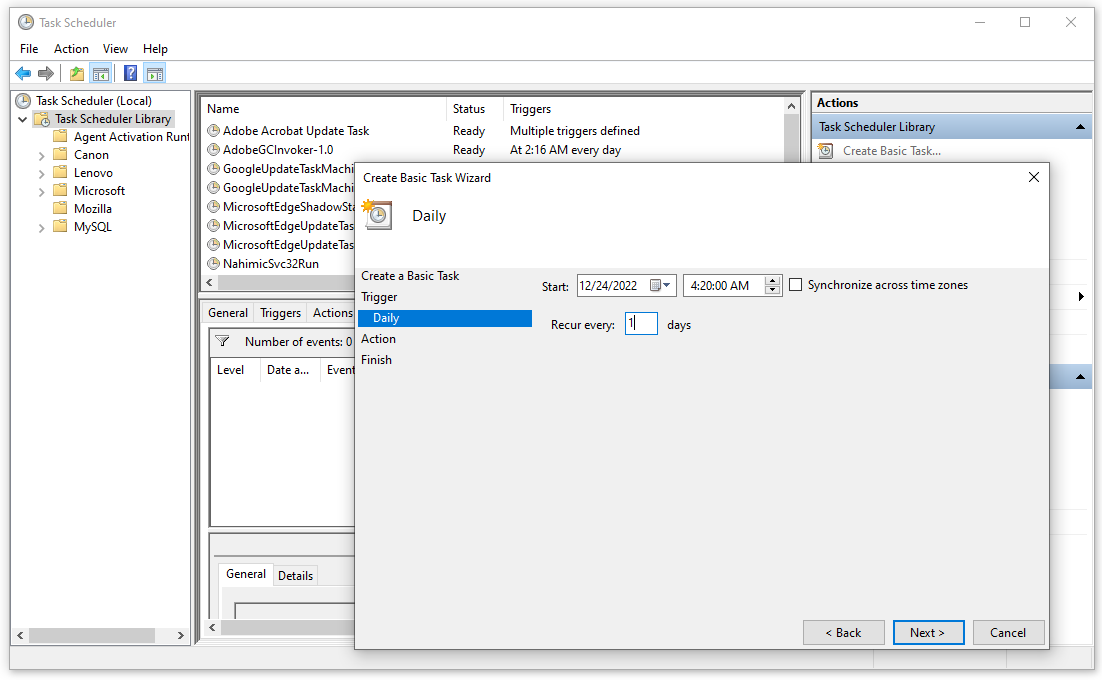 Task Scheduler
File Action View Help
Task Scheduler (Local)
Task Scheduler Library
Agent Activation Runt
Canon
Lenovo
Microsoft
Mozilla
MySQL
Name Status Triggers
Adobe Acrobat Update Task Ready Multiple triggers defined
AdobeGCInvoker-1.0 Ready At 2:16 AM every day
GoogleUpdateTaskMachi
GoogleUpdateTaskMachi
MicrosoftEdgeShadowSta
MicrosoftEdgeUpdateTas
MicrosoftEdgeUpdateTas
NahimicSvc32Run
General Triggers Actions
Number of events: 0
Level Date a... Event
General Details
Actions
Task Scheduler Library
Create Basic Task...
Create Basic Task Wizard
Daily
Create a Basic Task
Trigger
Daily
Action
Finish
Start: 12/24/2022 4:20:00 AM Synchronize across time zones
Recur every: 1 days
< Back Next > Cancel